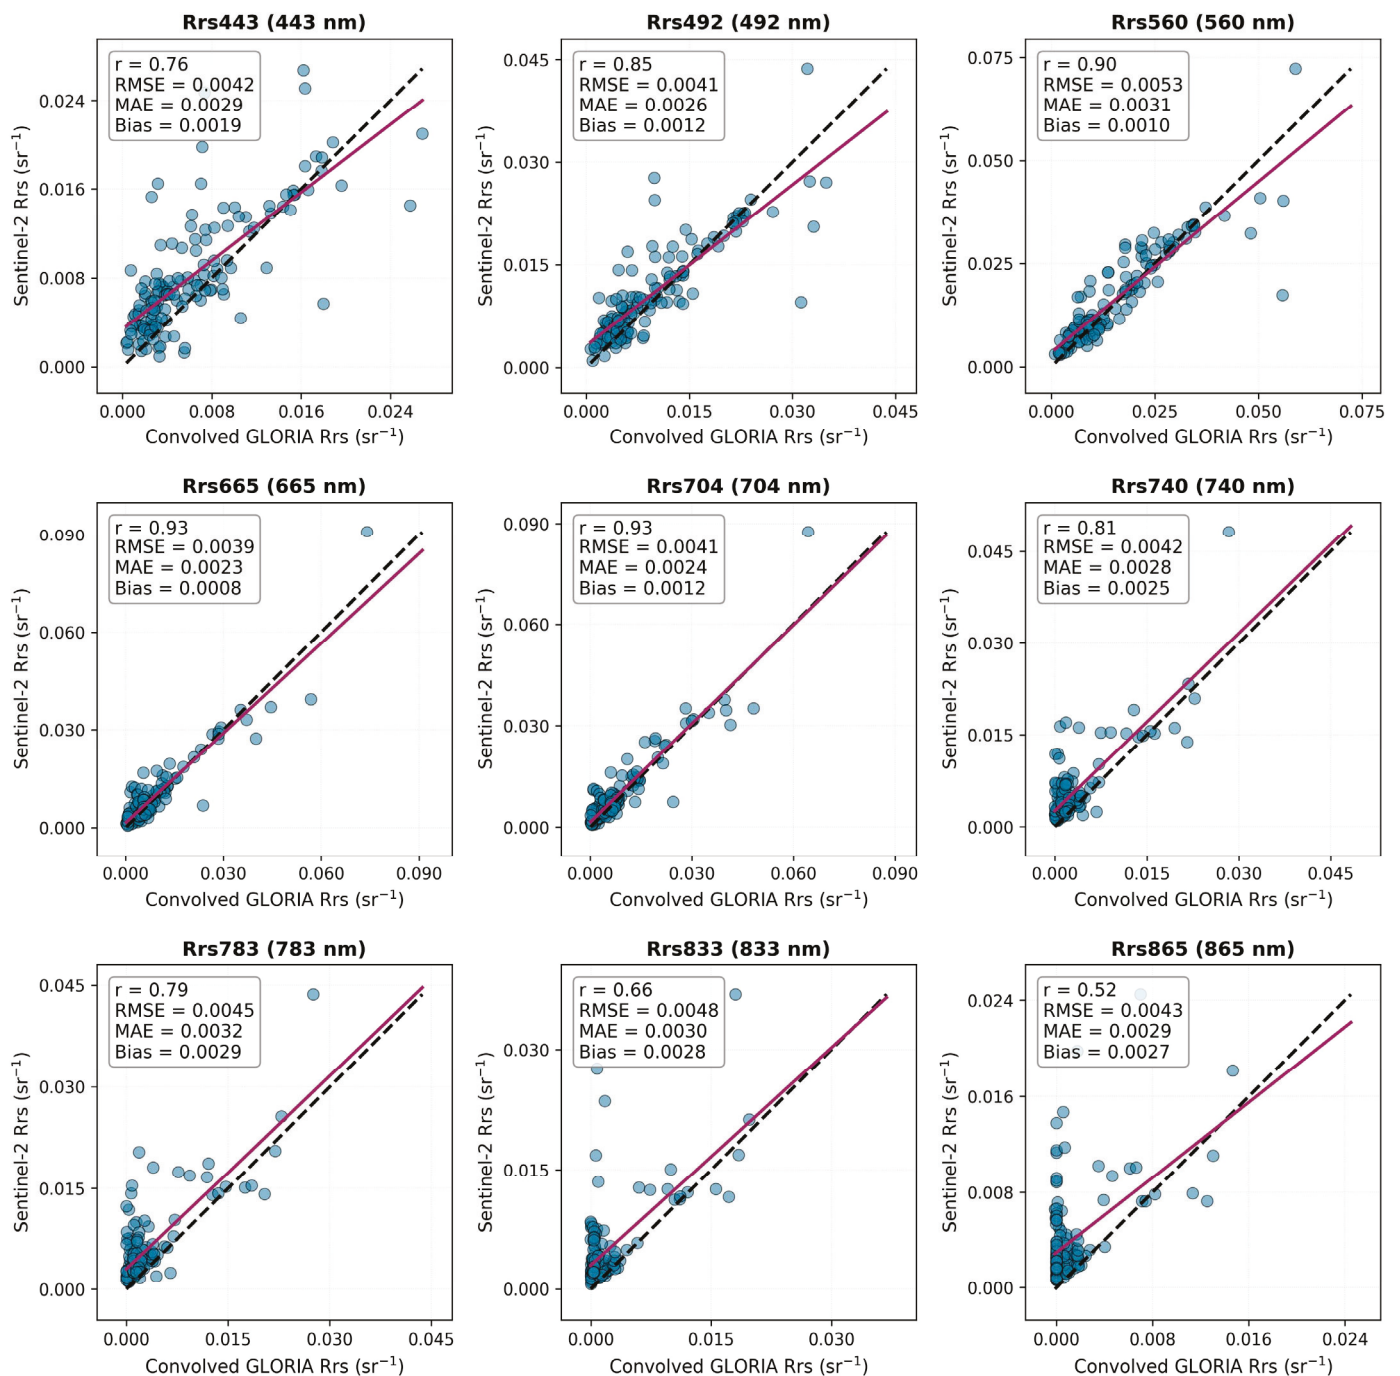 Rrs443 (443 nm)
r = 0.76
RMSE = 0.0042
MAE = 0.0029
Bias = 0.0019
0.024
0.016
0.008
0.000
Sentinel-2 Rrs (sr⁻¹)
0.000 0.008 0.016 0.024
Convolved GLORIA Rrs (sr⁻¹)
Rrs492 (492 nm)
r = 0.85
RMSE = 0.0041
MAE = 0.0026
Bias = 0.0012
0.045
0.030
0.015
0.000
Sentinel-2 Rrs (sr⁻¹)
0.000 0.015 0.030 0.045
Convolved GLORIA Rrs (sr⁻¹)
Rrs560 (560 nm)
r = 0.90
RMSE = 0.0053
MAE = 0.0031
Bias = 0.0010
0.075
0.050
0.025
0.000
Sentinel-2 Rrs (sr⁻¹)
0.000 0.025 0.050 0.075
Convolved GLORIA Rrs (sr⁻¹)
Rrs665 (665 nm)
r = 0.93
RMSE = 0.0039
MAE = 0.0023
Bias = 0.0008
0.090
0.060
0.030
0.000
Sentinel-2 Rrs (sr⁻¹)
0.000 0.030 0.060 0.090
Convolved GLORIA Rrs (sr⁻¹)
Rrs704 (704 nm)
r = 0.93
RMSE = 0.0041
MAE = 0.0024
Bias = 0.0012
0.090
0.060
0.030
0.000
Sentinel-2 Rrs (sr⁻¹)
0.000 0.030 0.060 0.090
Convolved GLORIA Rrs (sr⁻¹)
Rrs740 (740 nm)
r = 0.81
RMSE = 0.0042
MAE = 0.0028
Bias = 0.0025
0.045
0.030
0.015
0.000
Sentinel-2 Rrs (sr⁻¹)
0.000 0.015 0.030 0.045
Convolved GLORIA Rrs (sr⁻¹)
Rrs783 (783 nm)
r = 0.79
RMSE = 0.0045
MAE = 0.0032
Bias = 0.0029
0.045
0.030
0.015
0.000
Sentinel-2 Rrs (sr⁻¹)
0.000 0.015 0.030 0.045
Convolved GLORIA Rrs (sr⁻¹)
Rrs833 (833 nm)
r = 0.66
RMSE = 0.0048
MAE = 0.0030
Bias = 0.0028
0.030
0.015
0.000
Sentinel-2 Rrs (sr⁻¹)
0.000 0.015 0.030
Convolved GLORIA Rrs (sr⁻¹)
Rrs865 (865 nm)
r = 0.52
RMSE = 0.0043
MAE = 0.0029
Bias = 0.0027
0.024
0.016
0.008
0.000
Sentinel-2 Rrs (sr⁻¹)
0.000 0.008 0.016 0.024
Convolved GLORIA Rrs (sr⁻¹)